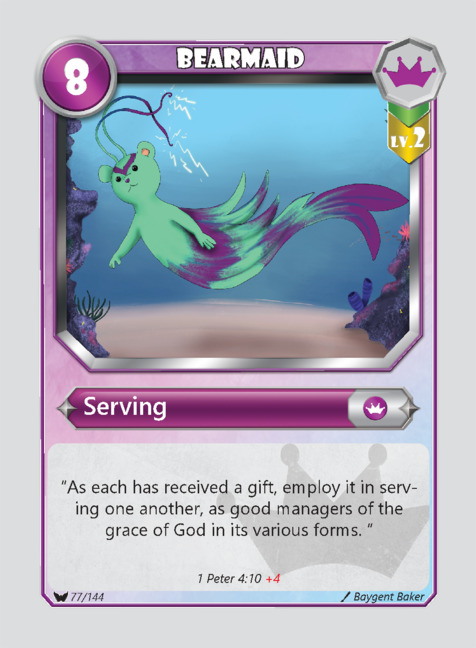 8
BEARMAID
LV.2
Serving
“As each has received a gift, employ it in serv-
ing one another, as good managers of the
grace of God in its various forms. “
1 Peter 4:10 +4
77/144
Baygent Baker